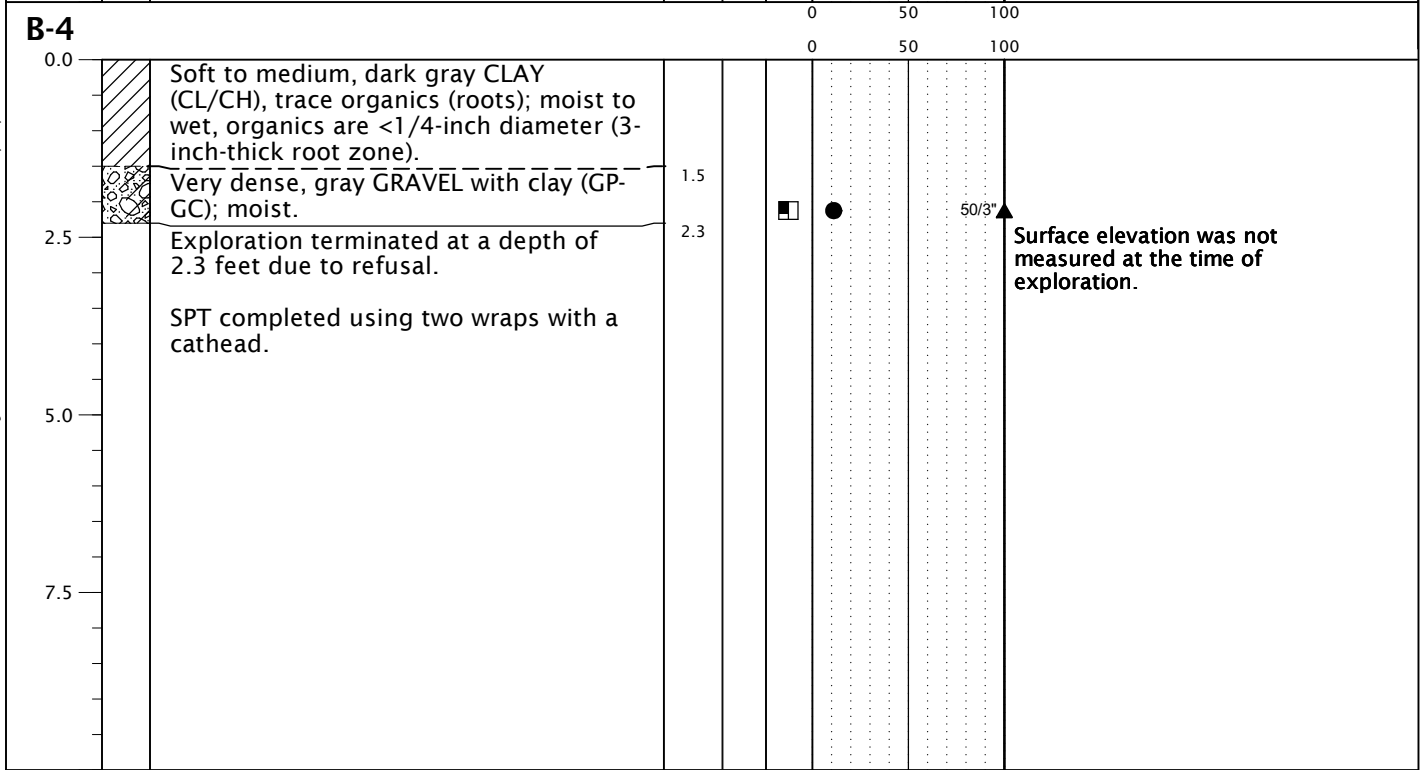 0 50 100
B-4
0 50 100
0.0
Soft to medium, dark gray CLAY
(CL/CH), trace organics (roots); moist to
wet, organics are <1/4-inch diameter (3-
inch-thick root zone).
1.5
Very dense, gray GRAVEL with clay (GP-
GC); moist.
50/3"
2.3
2.5
Exploration terminated at a depth of
2.3 feet due to refusal.
Surface elevation was not
measured at the time of
exploration.
SPT completed using two wraps with a
cathead.
5.0
7.5